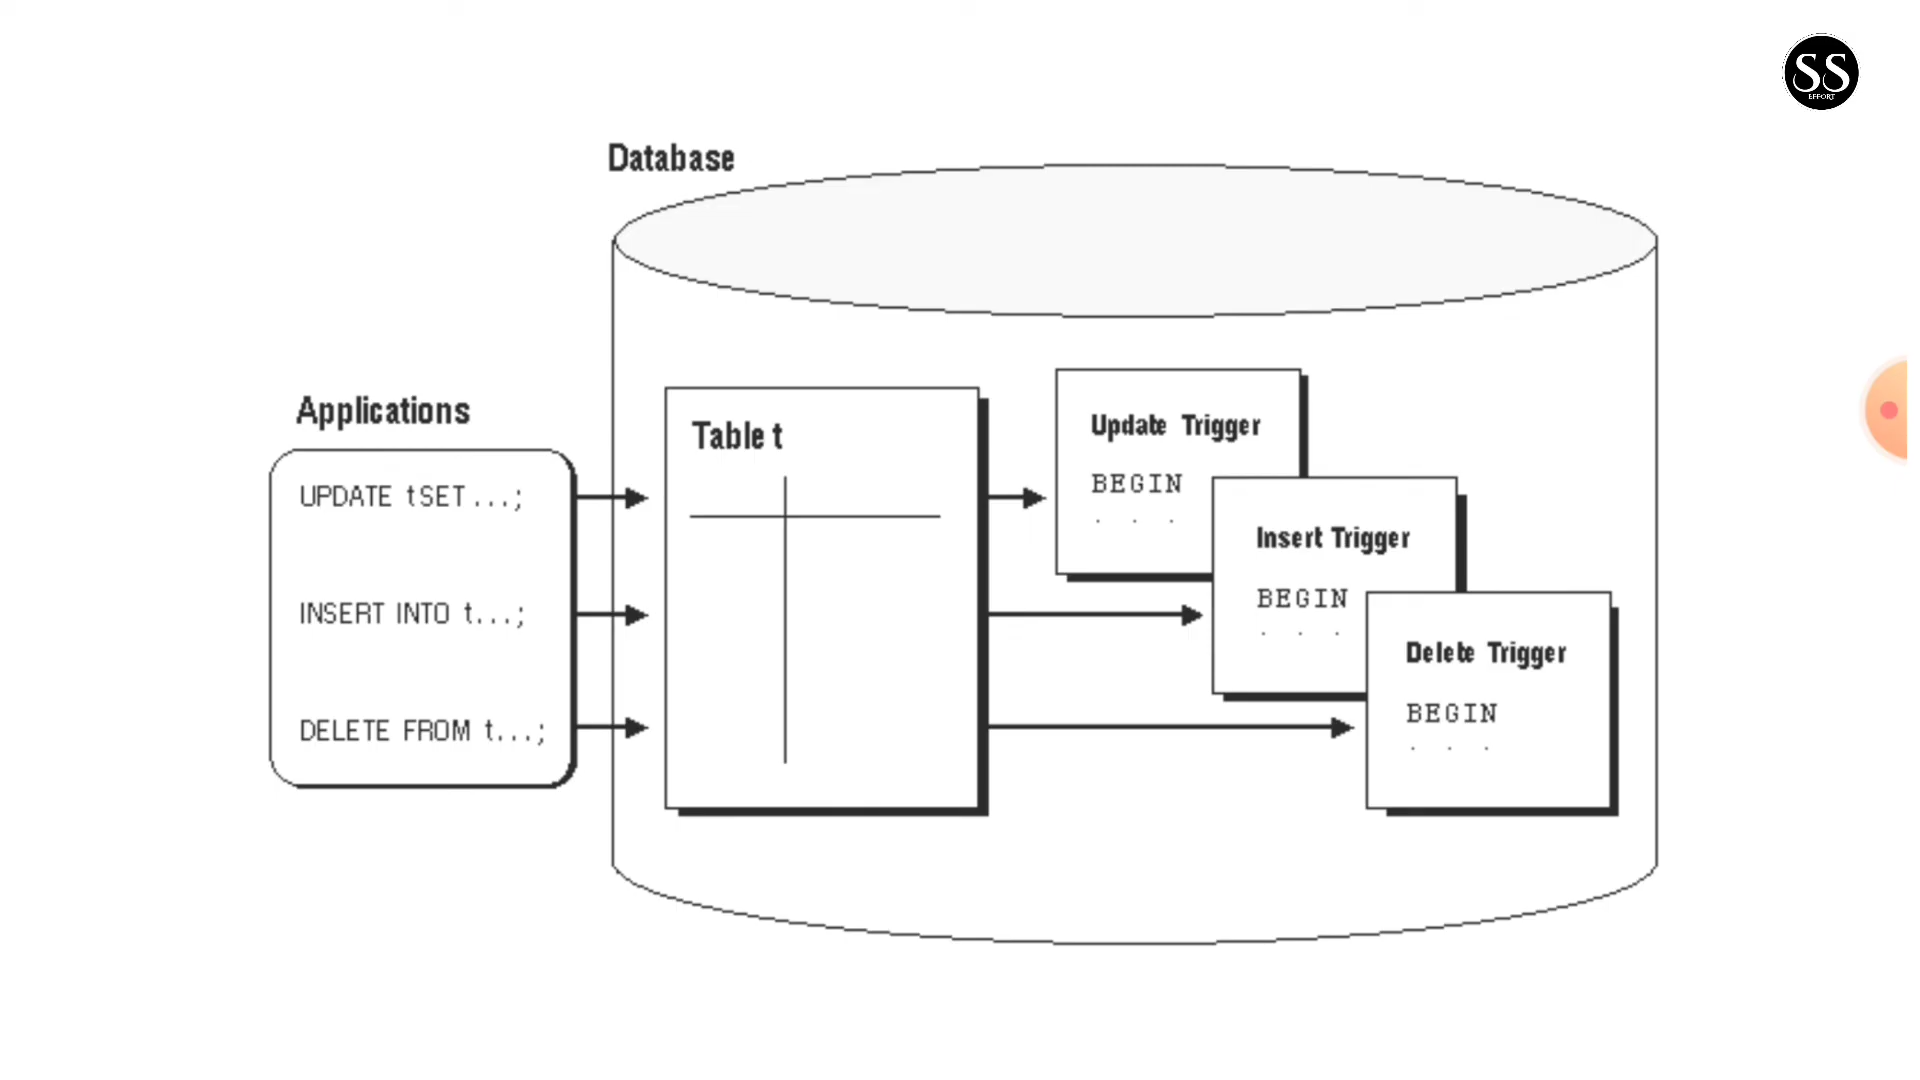 SS
EFFORT
Database
Applications
UPDATE t SET ...;
INSERT INTO t...;
DELETE FROM t...;
Table t
Update Trigger
BEGIN
. . .
Insert Trigger
BEGIN
. . .
Delete Trigger
BEGIN
. . .